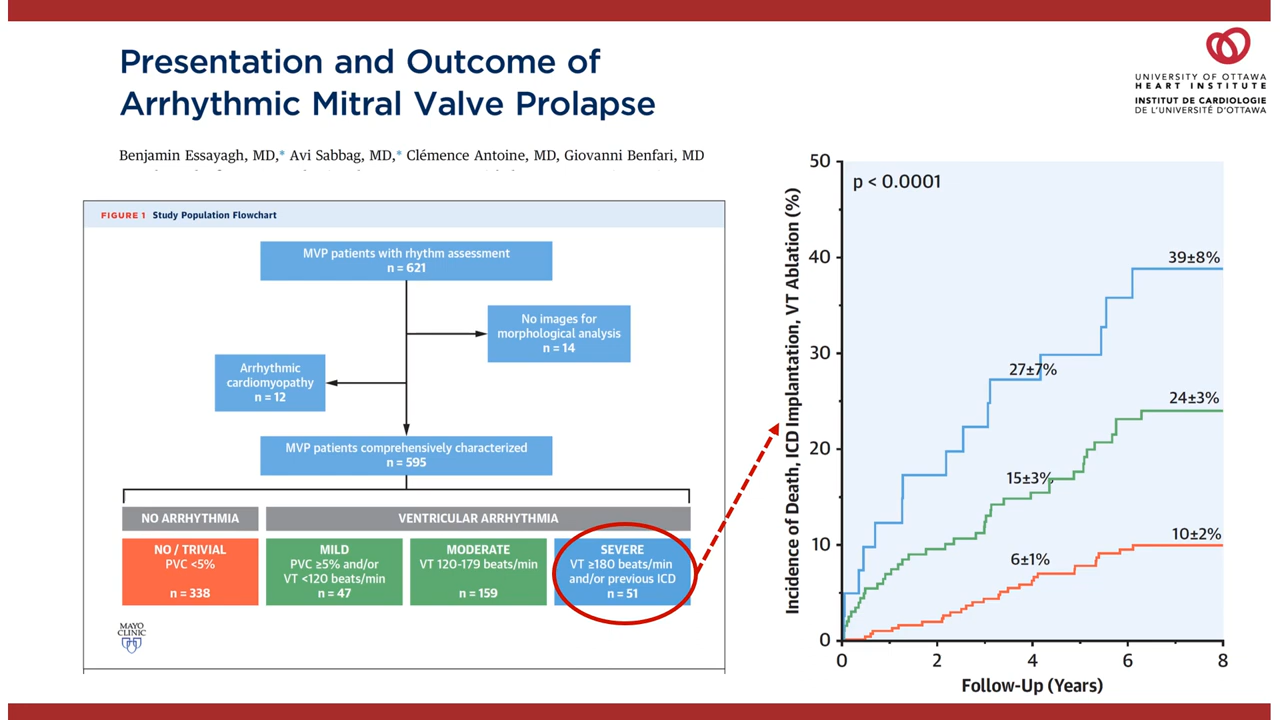 Presentation and Outcome of
Arrhythmic Mitral Valve Prolapse
Benjamin Essayagh, MD,* Avi Sabbag, MD,* Clémence Antoine, MD, Giovanni Benfari, MD
UNIVERSITY OF OTTAWA
HEART INSTITUTE
INSTITUT DE CARDIOLOGIE
DE L'UNIVERSITÉ D'OTTAWA
FIGURE 1 Study Population Flowchart
MVP patients with rhythm assessment
n = 621
No images for
morphological analysis
n = 14
Arrhythmic
cardiomyopathy
n = 12
MVP patients comprehensively characterized
n = 595
NO ARRHYTHMIA
VENTRICULAR ARRHYTHMIA
NO / TRIVIAL
PVC <5%
n = 338
MILD
PVC ≥5% and/or
VT <120 beats/min
n = 47
MODERATE
VT 120-179 beats/min
n = 159
SEVERE
VT ≥180 beats/min
and/or previous ICD
n = 51
MAYO
CLINIC
Incidence of Death, ICD Implantation, VT Ablation (%)
50
40
30
20
10
0
p < 0.0001
39±8%
27±7%
24±3%
15±3%
10±2%
6±1%
0 2 4 6 8
Follow-Up (Years)